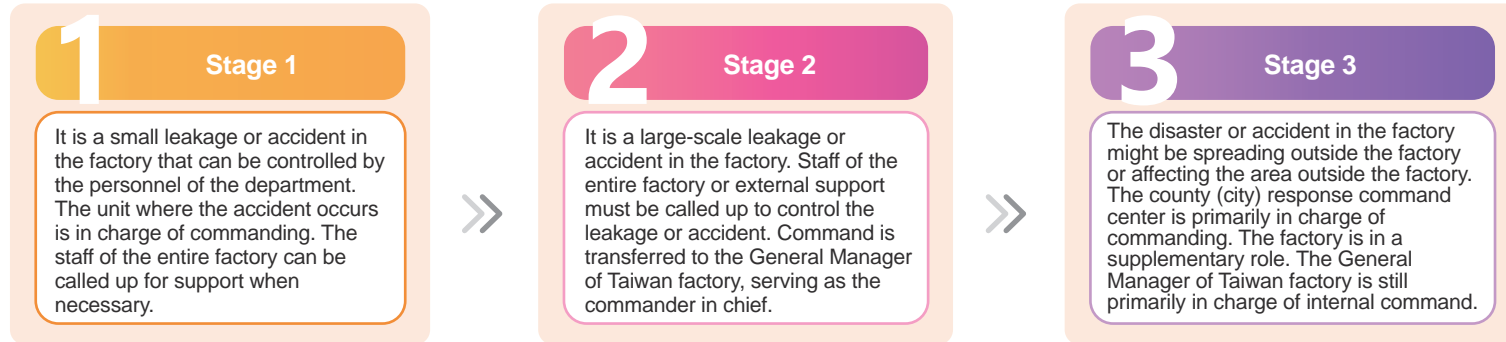 1
Stage 1
It is a small leakage or accident in
the factory that can be controlled by
the personnel of the department.
The unit where the accident occurs
is in charge of commanding. The
staff of the entire factory can be
called up for support when
necessary.
2
Stage 2
It is a large-scale leakage or
accident in the factory. Staff of the
entire factory or external support
must be called up to control the
leakage or accident. Command is
transferred to the General Manager
of Taiwan factory, serving as the
commander in chief.
3
Stage 3
The disaster or accident in the factory
might be spreading outside the factory
or affecting the area outside the factory.
The county (city) response command
center is primarily in charge of
commanding. The factory is in a
supplementary role. The General
Manager of Taiwan factory is still
primarily in charge of internal command.